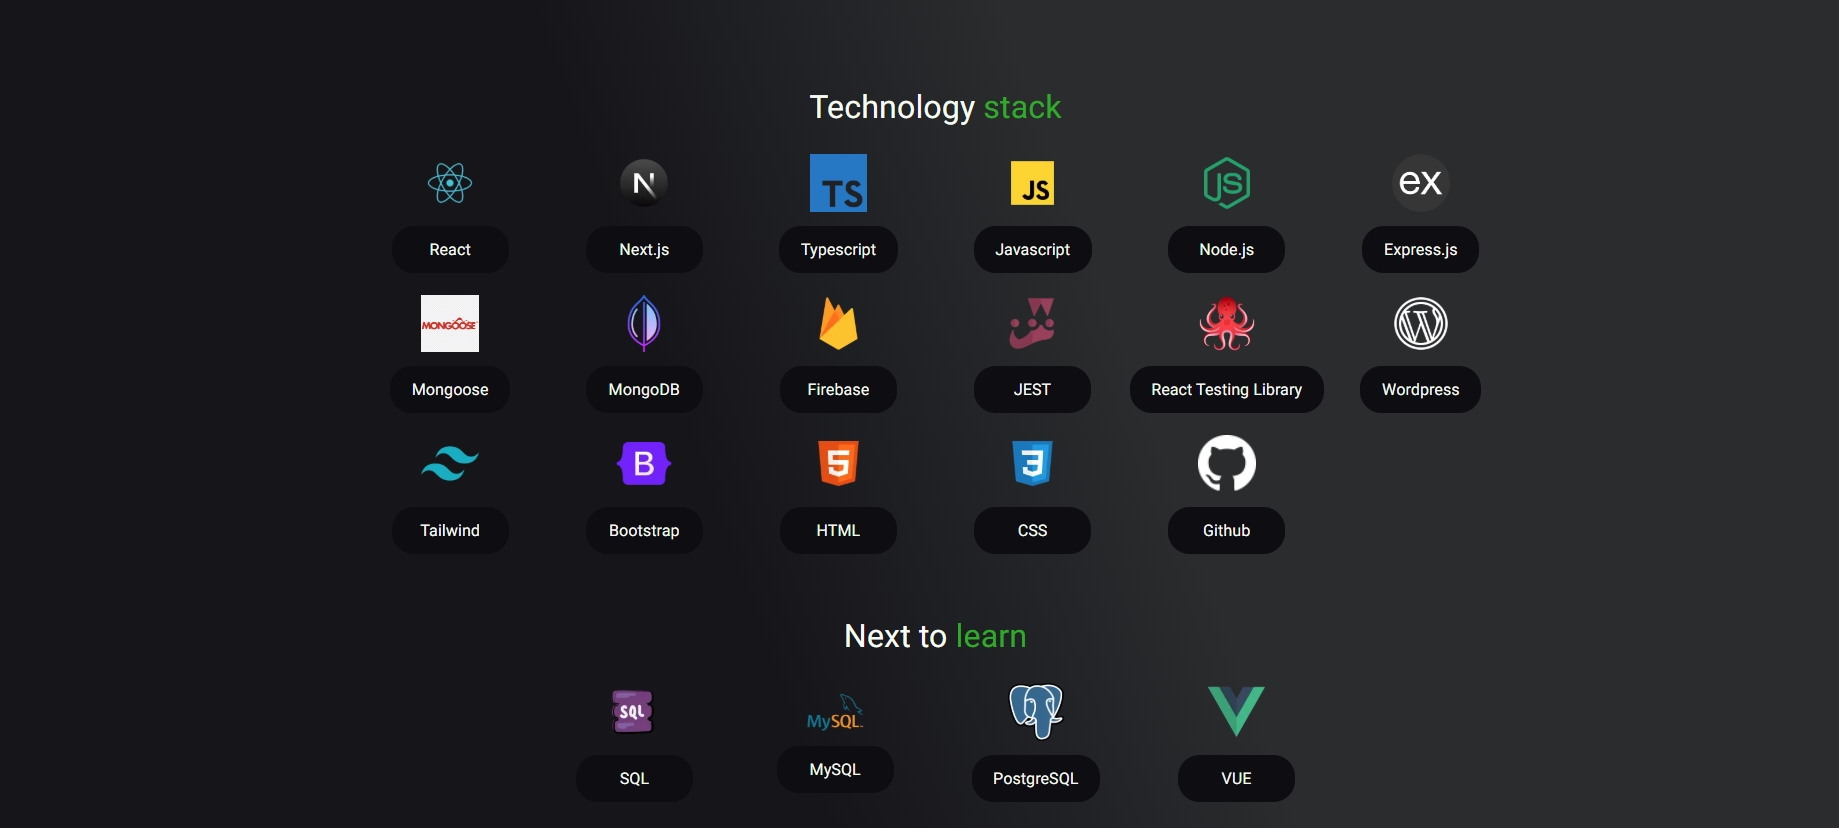 Technology stack
N TS JS JS ex
React Next.js Typescript Javascript Node.js Express.js
MONGOOSE W
Mongoose MongoDB Firebase JEST React Testing Library Wordpress
B 5 3
Tailwind Bootstrap HTML CSS Github
Next to learn
SQL MySQL
SQL MySQL PostgreSQL VUE